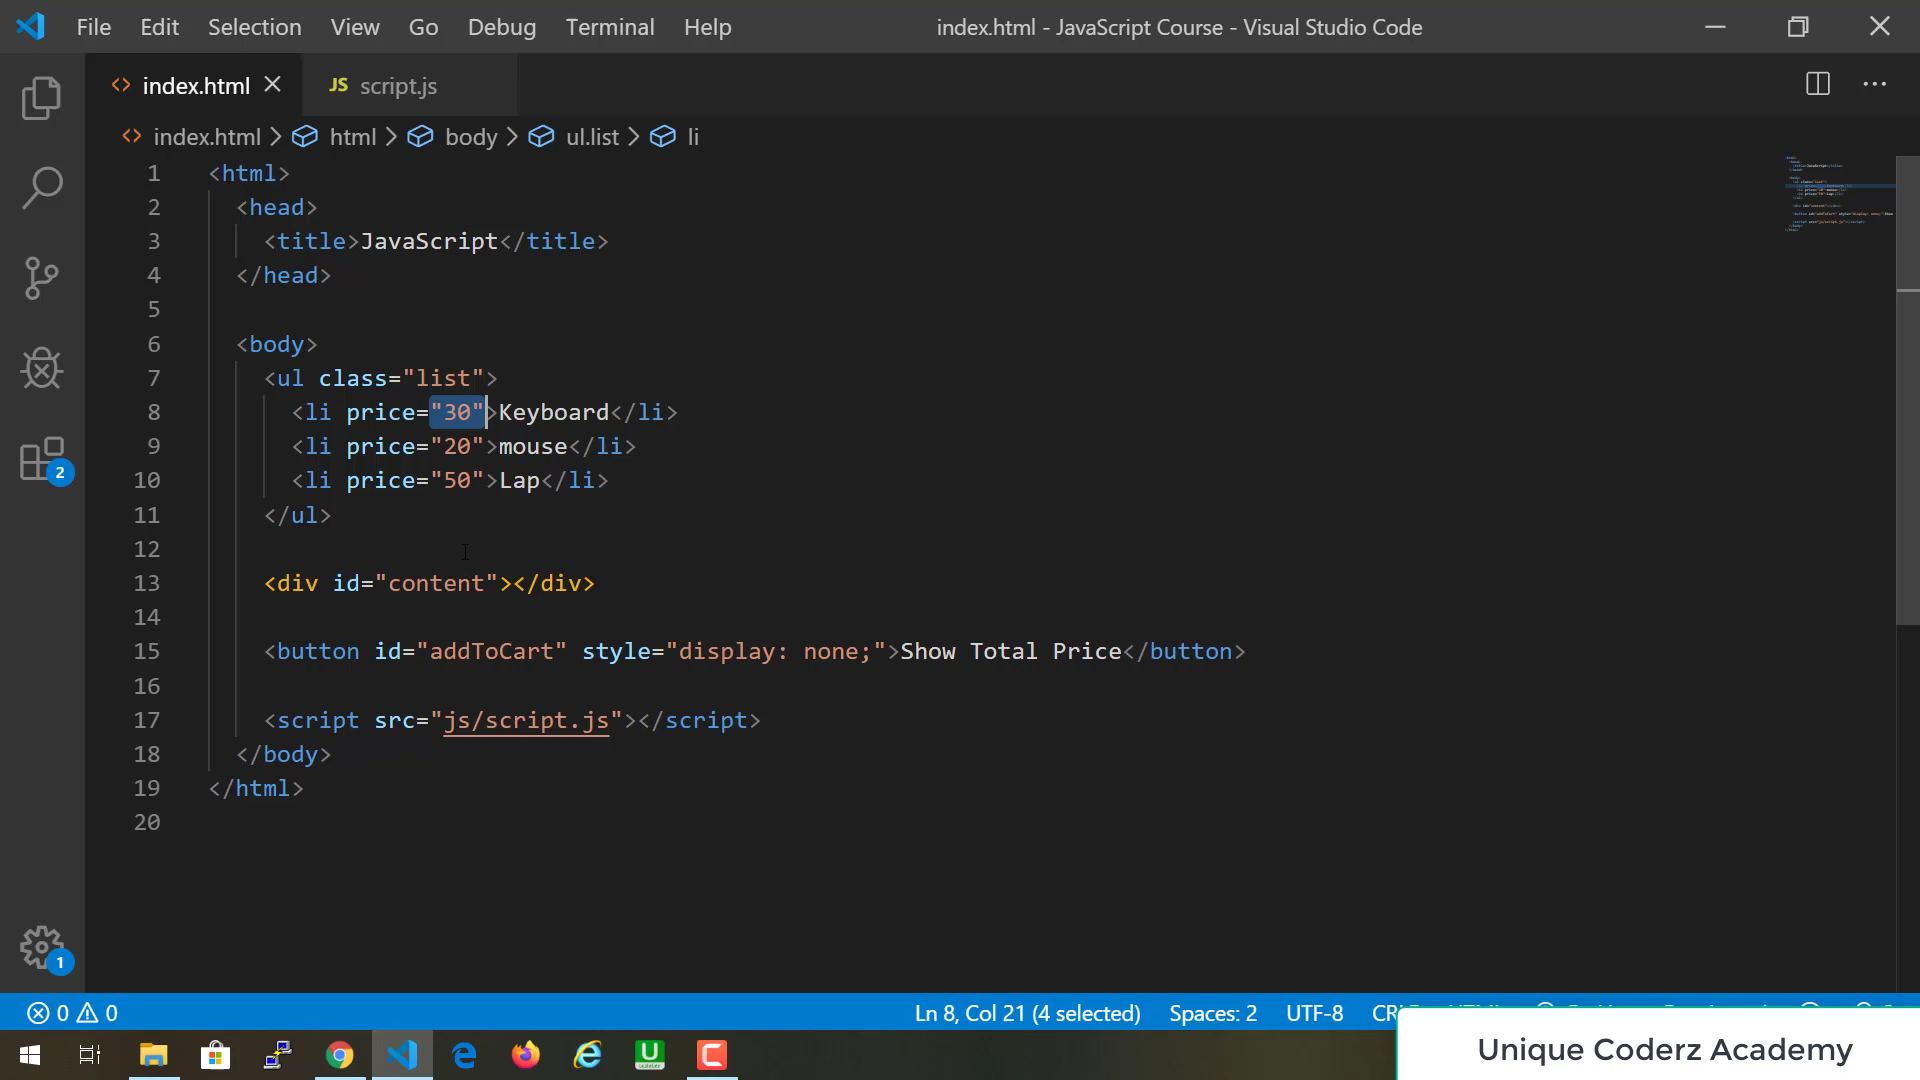 File Edit Selection View Go Debug Terminal Help
index.html - JavaScript Course - Visual Studio Code
index.html
JS script.js
index.html > html > body > ul.list > li
1 <html>
2 <head>
3 <title>JavaScript</title>
4 </head>
5
6 <body>
7 <ul class="list">
8 <li price="30">Keyboard</li>
9 <li price="20">mouse</li>
10 <li price="50">Lap</li>
11 </ul>
12
13 <div id="content"></div>
14
15 <button id="addToCart" style="display: none;">Show Total Price</button>
16
17 <script src="js/script.js"></script>
18 </body>
19 </html>
20
2
1
0 0
Ln 8, Col 21 (4 selected) Spaces: 2 UTF-8
Unique Coderz Academy